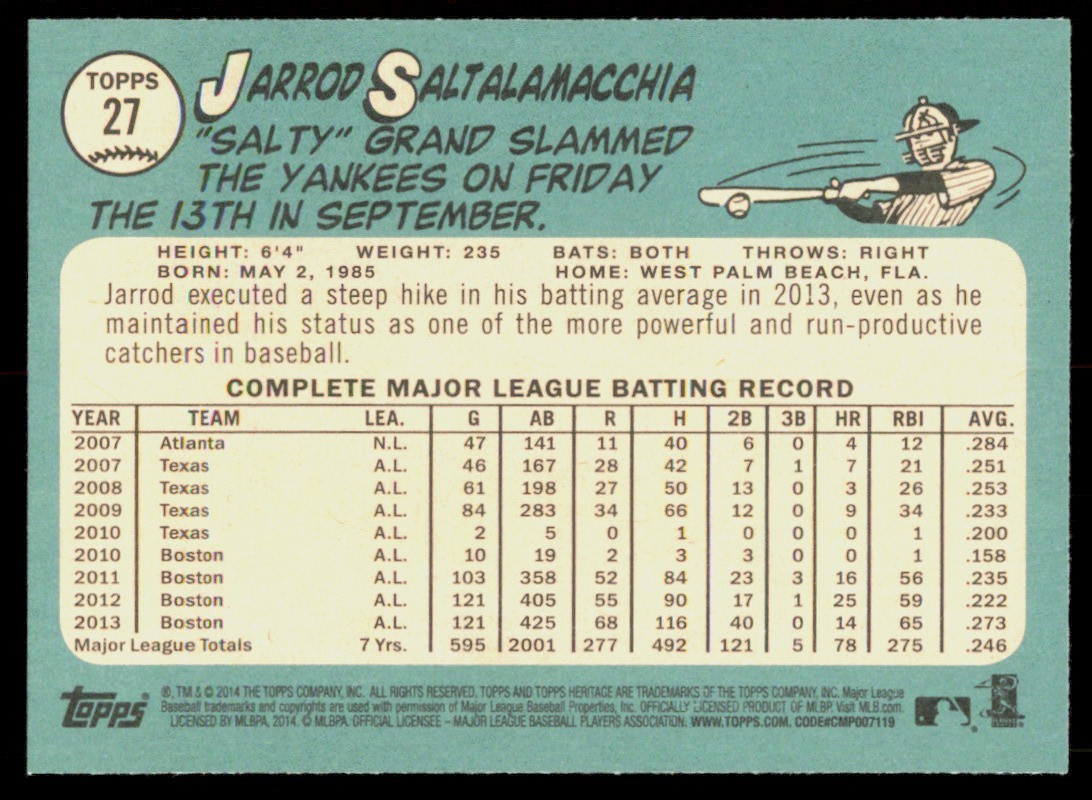 TOPPS
27
JARROD SALTALAMACCHIA
"SALTY" GRAND SLAMMED
THE YANKEES ON FRIDAY
THE 13TH IN SEPTEMBER.
HEIGHT: 6'4" WEIGHT: 235 BATS: BOTH THROWS: RIGHT
BORN: MAY 2, 1985 HOME: WEST PALM BEACH, FLA.
Jarrod executed a steep hike in his batting average in 2013, even as he
maintained his status as one of the more powerful and run-productive
catchers in baseball.
COMPLETE MAJOR LEAGUE BATTING RECORD
YEAR TEAM LEA. G AB R H 2B 3B HR RBI AVG.
2007 Atlanta N.L. 47 141 11 40 6 0 4 12 .284
2007 Texas A.L. 46 167 28 42 7 1 7 21 .251
2008 Texas A.L. 61 198 27 50 13 0 3 26 .253
2009 Texas A.L. 84 283 34 66 12 0 9 34 .233
2010 Texas A.L. 2 5 0 1 0 0 0 1 .200
2010 Boston A.L. 10 19 2 3 3 0 0 1 .158
2011 Boston A.L. 103 358 52 84 23 3 16 56 .235
2012 Boston A.L. 121 405 55 90 17 1 25 59 .222
2013 Boston A.L. 121 425 68 116 40 0 14 65 .273
Major League Totals 7 Yrs. 595 2001 277 492 121 5 78 275 .246
Topps
®, TM & © 2014 THE TOPPS COMPANY, INC. ALL RIGHTS RESERVED. TOPPS AND TOPPS HERITAGE ARE TRADEMARKS OF THE TOPPS COMPANY, INC. Major League
Baseball trademarks and copyrights are used with permission of Major League Baseball Properties, Inc. OFFICIALLY LICENSED PRODUCT OF MLBP. Visit MLB.com.
LICENSED BY MLBPA, 2014. © MLBPA. OFFICIAL LICENSEE – MAJOR LEAGUE BASEBALL PLAYERS ASSOCIATION. WWW.TOPPS.COM. CODE#CMP007119